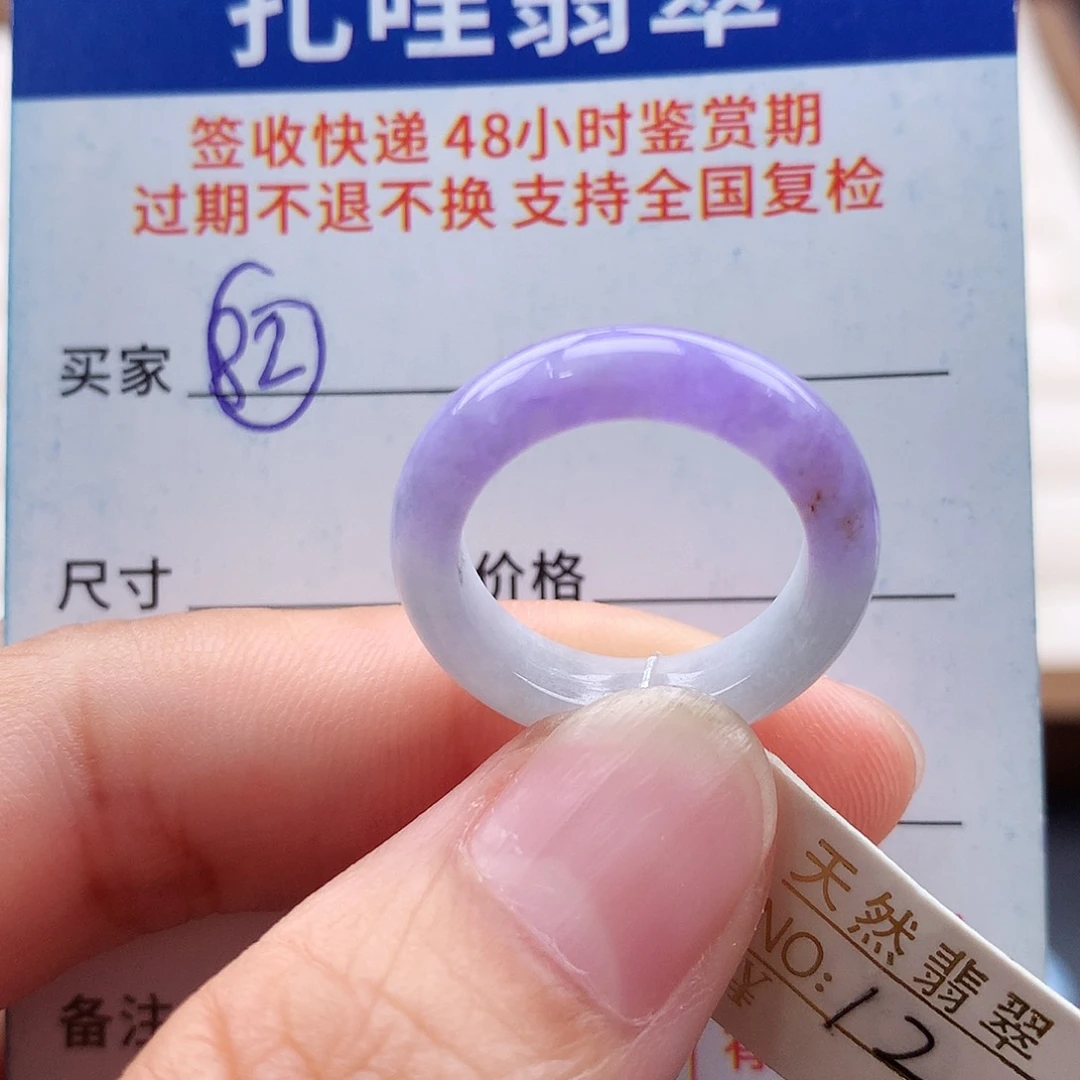 扎哇翡翠
签收快递 48小时鉴赏期
过期不退不换 支持全国复检
买家 82
尺寸 价格
备注
天然翡翠
NO: 12
有